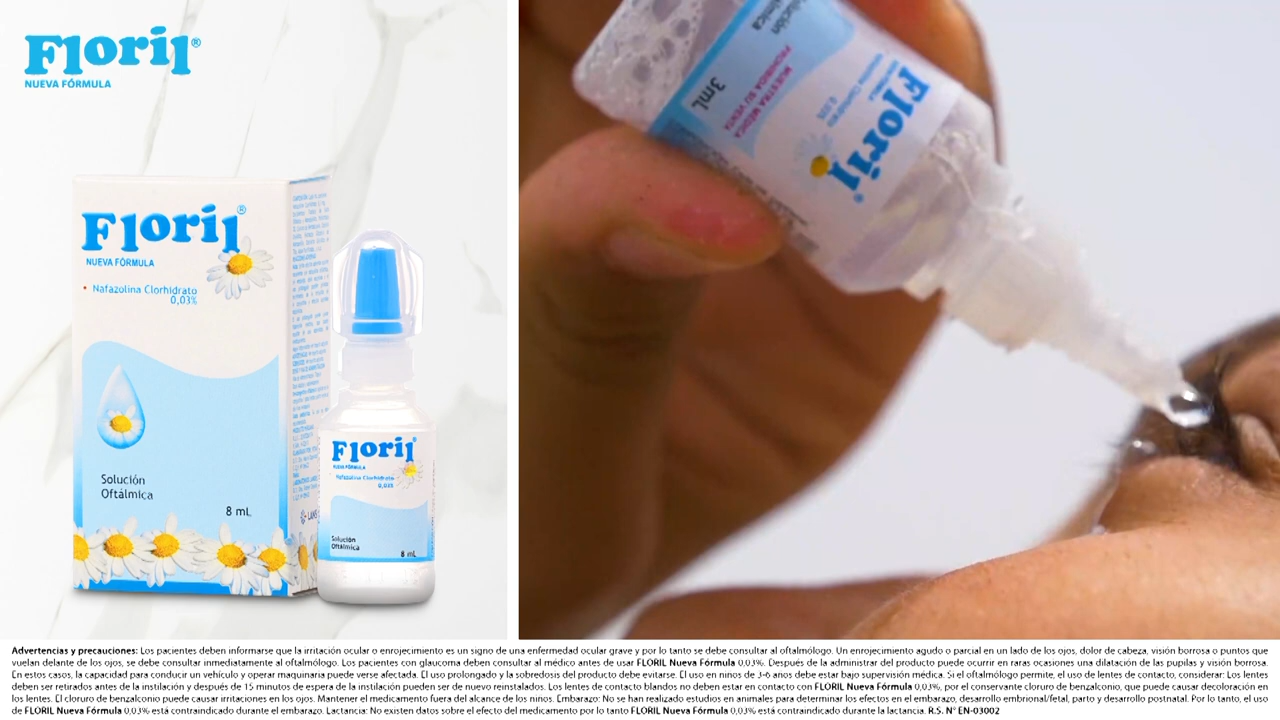 Floril®
NUEVA FÓRMULA
Floril®
NUEVA FÓRMULA
• Nafazolina Clorhidrato
0,03%
Solución
Oftálmica
8 mL
Floril
NUEVA FÓRMULA
Nafazolina Clorhidrato
0,03%
Solución
Oftálmica
8 mL
Floril®
0,03%
MUESTRA MÉDICA
PROHIBIDA SU VENTA
3mL
Solución
Oftálmica
Advertencias y precauciones: Los pacientes deben informarse que la irritación ocular o enrojecimiento es un signo de una enfermedad ocular grave y por lo tanto se debe consultar al oftalmólogo. Un enrojecimiento agudo o parcial en un lado de los ojos, dolor de cabeza, visión borrosa o puntos que
vuelan delante de los ojos, se debe consultar inmediatamente al oftalmólogo. Los pacientes con glaucoma deben consultar al médico antes de usar FLORIL Nueva Fórmula 0,03%. Después de la administrar del producto puede ocurrir en raras ocasiones una dilatación de las pupilas y visión borrosa.
En estos casos, la capacidad para conducir un vehículo y operar maquinaria puede verse afectada. El uso prolongado y la sobredosis del producto debe evitarse. El uso en ninos de 3-6 años debe estar bajo supervisión médica. Si el oftalmólogo permite, el uso de lentes de contacto, considerar: Los lentes
deben ser retirados antes de la instilación y después de 15 minutos de espera de la instilación pueden ser de nuevo reinstalados. Los lentes de contacto blandos no deben estar en contacto con FLORIL Nueva Fórmula 0,03%, por el conservante cloruro de benzalconio, que puede causar decoloración en
los lentes. El cloruro de benzalconio puede causar irritaciones en los ojos. Mantener el medicamento fuera del alcance de los ninos. Embarazo: No se han realizado estudios en animales para determinar los efectos en el embarazo, desarrollo embrional/fetal, parto y desarrollo postnatal. Por lo tanto, el uso
de FLORIL Nueva Fórmula 0,03% está contraindicado durante el embarazo. Lactancia: No existen datos sobre el efecto del medicamento por lo tanto FLORIL Nueva Fórmula 0,03% está contraindicado durante la lactancia. R.S. N° EN-03002